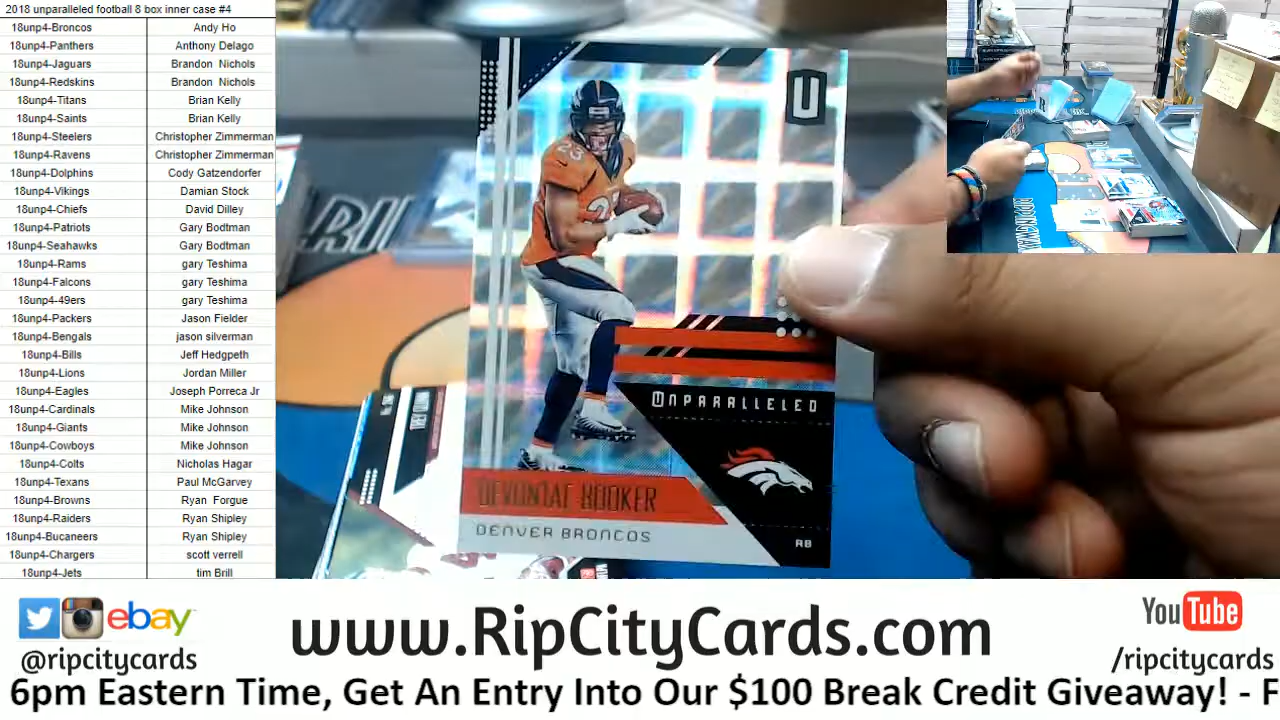 2018 unparalleled football 8 box inner case #4
18unp4-Broncos Andy Ho
18unp4-Panthers Anthony Delago
18unp4-Jaguars Brandon Nichols
18unp4-Redskins Brandon Nichols
18unp4-Titans Brian Kelly
18unp4-Saints Brian Kelly
18unp4-Steelers Christopher Zimmerman
18unp4-Ravens Christopher Zimmerman
18unp4-Dolphins Cody Gatzendorfer
18unp4-Vikings Damian Stock
18unp4-Chiefs David Dilley
18unp4-Patriots Gary Bodtman
18unp4-Seahawks Gary Bodtman
18unp4-Rams gary Teshima
18unp4-Falcons gary Teshima
18unp4-49ers gary Teshima
18unp4-Packers Jason Fielder
18unp4-Bengals jason silverman
18unp4-Bills Jeff Hedgpeth
18unp4-Lions Jordan Miller
18unp4-Eagles Joseph Porreca Jr
18unp4-Cardinals Mike Johnson
18unp4-Giants Mike Johnson
18unp4-Cowboys Mike Johnson
18unp4-Colts Nicholas Hagar
18unp4-Texans Paul McGarvey
18unp4-Browns Ryan Forgue
18unp4-Raiders Ryan Shipley
18unp4-Bucaneers Ryan Shipley
18unp4-Chargers scott verrell
18unp4-Jets tim Brill
U
23
UNPARALLELED
DEVONTAE BOOKER
DENVER BRONCOS
RB
ebay
@ripcitycards
www.RipCityCards.com
YouTube
/ripcitycards
6pm Eastern Time, Get An Entry Into Our $100 Break Credit Giveaway! - F